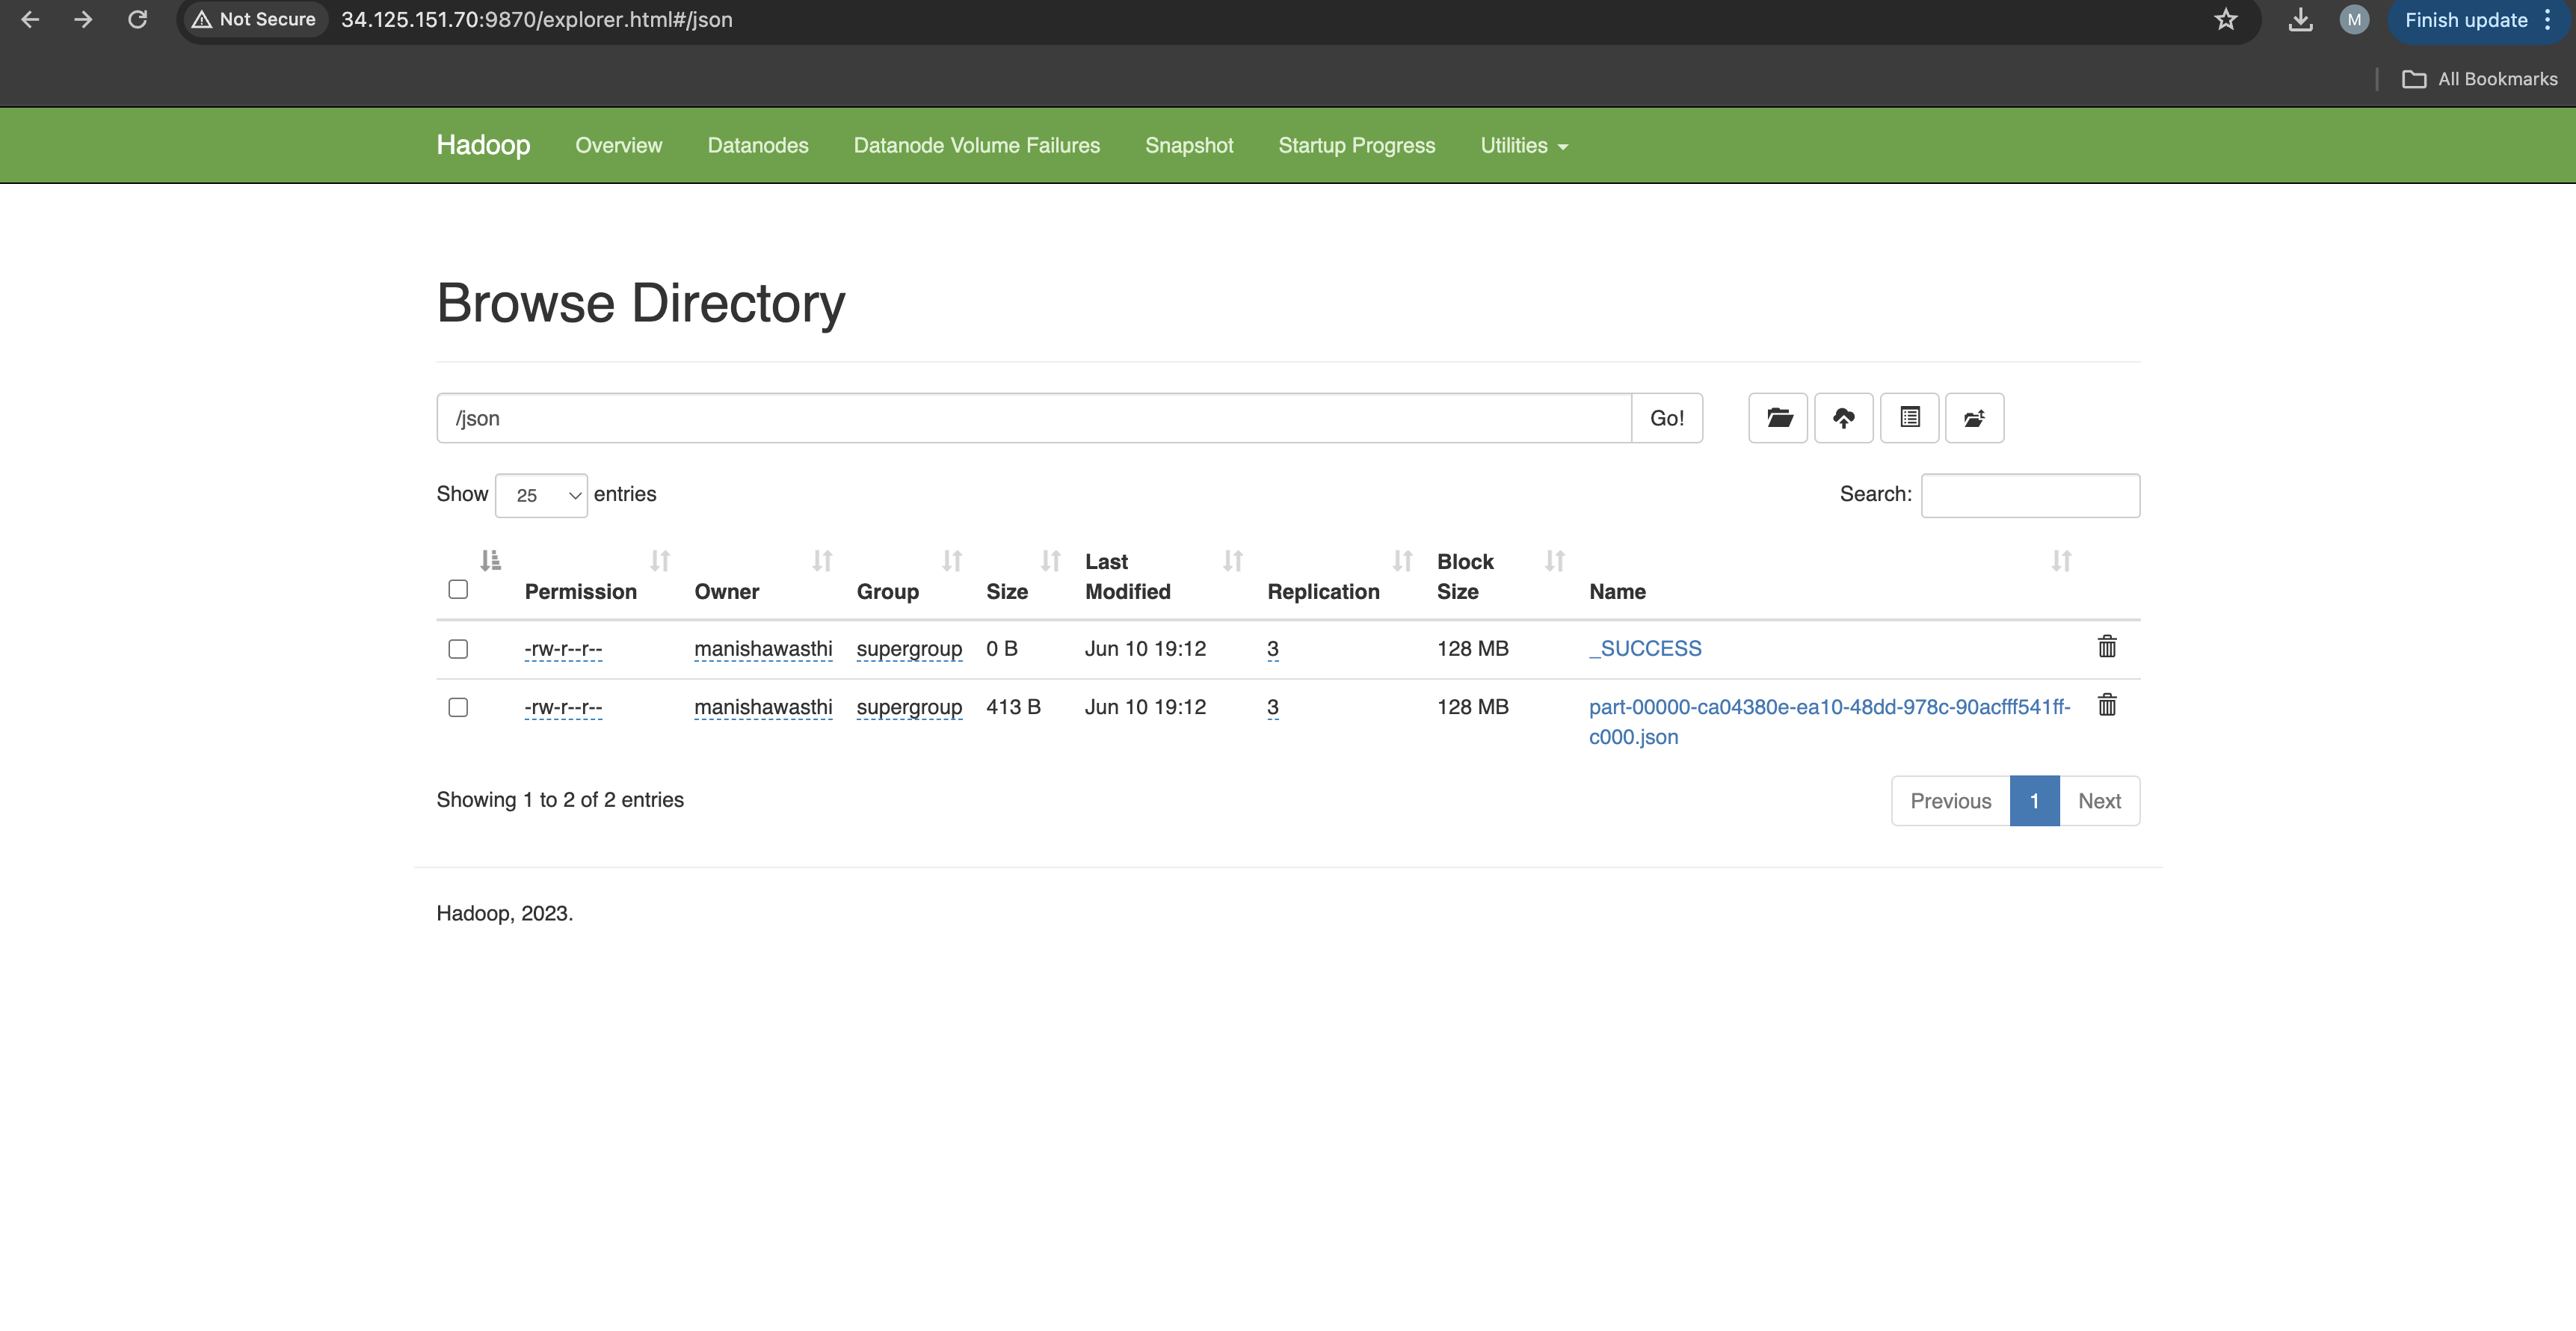 Not Secure 34.125.151.70:9870/explorer.html#/json M Finish update
All Bookmarks
Hadoop Overview Datanodes Datanode Volume Failures Snapshot Startup Progress Utilities
Browse Directory
/json Go!
Show 25 entries Search:
Permission Owner Group Size Last Modified Replication Block Size Name
-rw-r--r-- manishawasthi supergroup 0 B Jun 10 19:12 3 128 MB _SUCCESS
-rw-r--r-- manishawasthi supergroup 413 B Jun 10 19:12 3 128 MB part-00000-ca04380e-ea10-48dd-978c-90acfff541ff-
c000.json
Showing 1 to 2 of 2 entries Previous 1 Next
Hadoop, 2023.